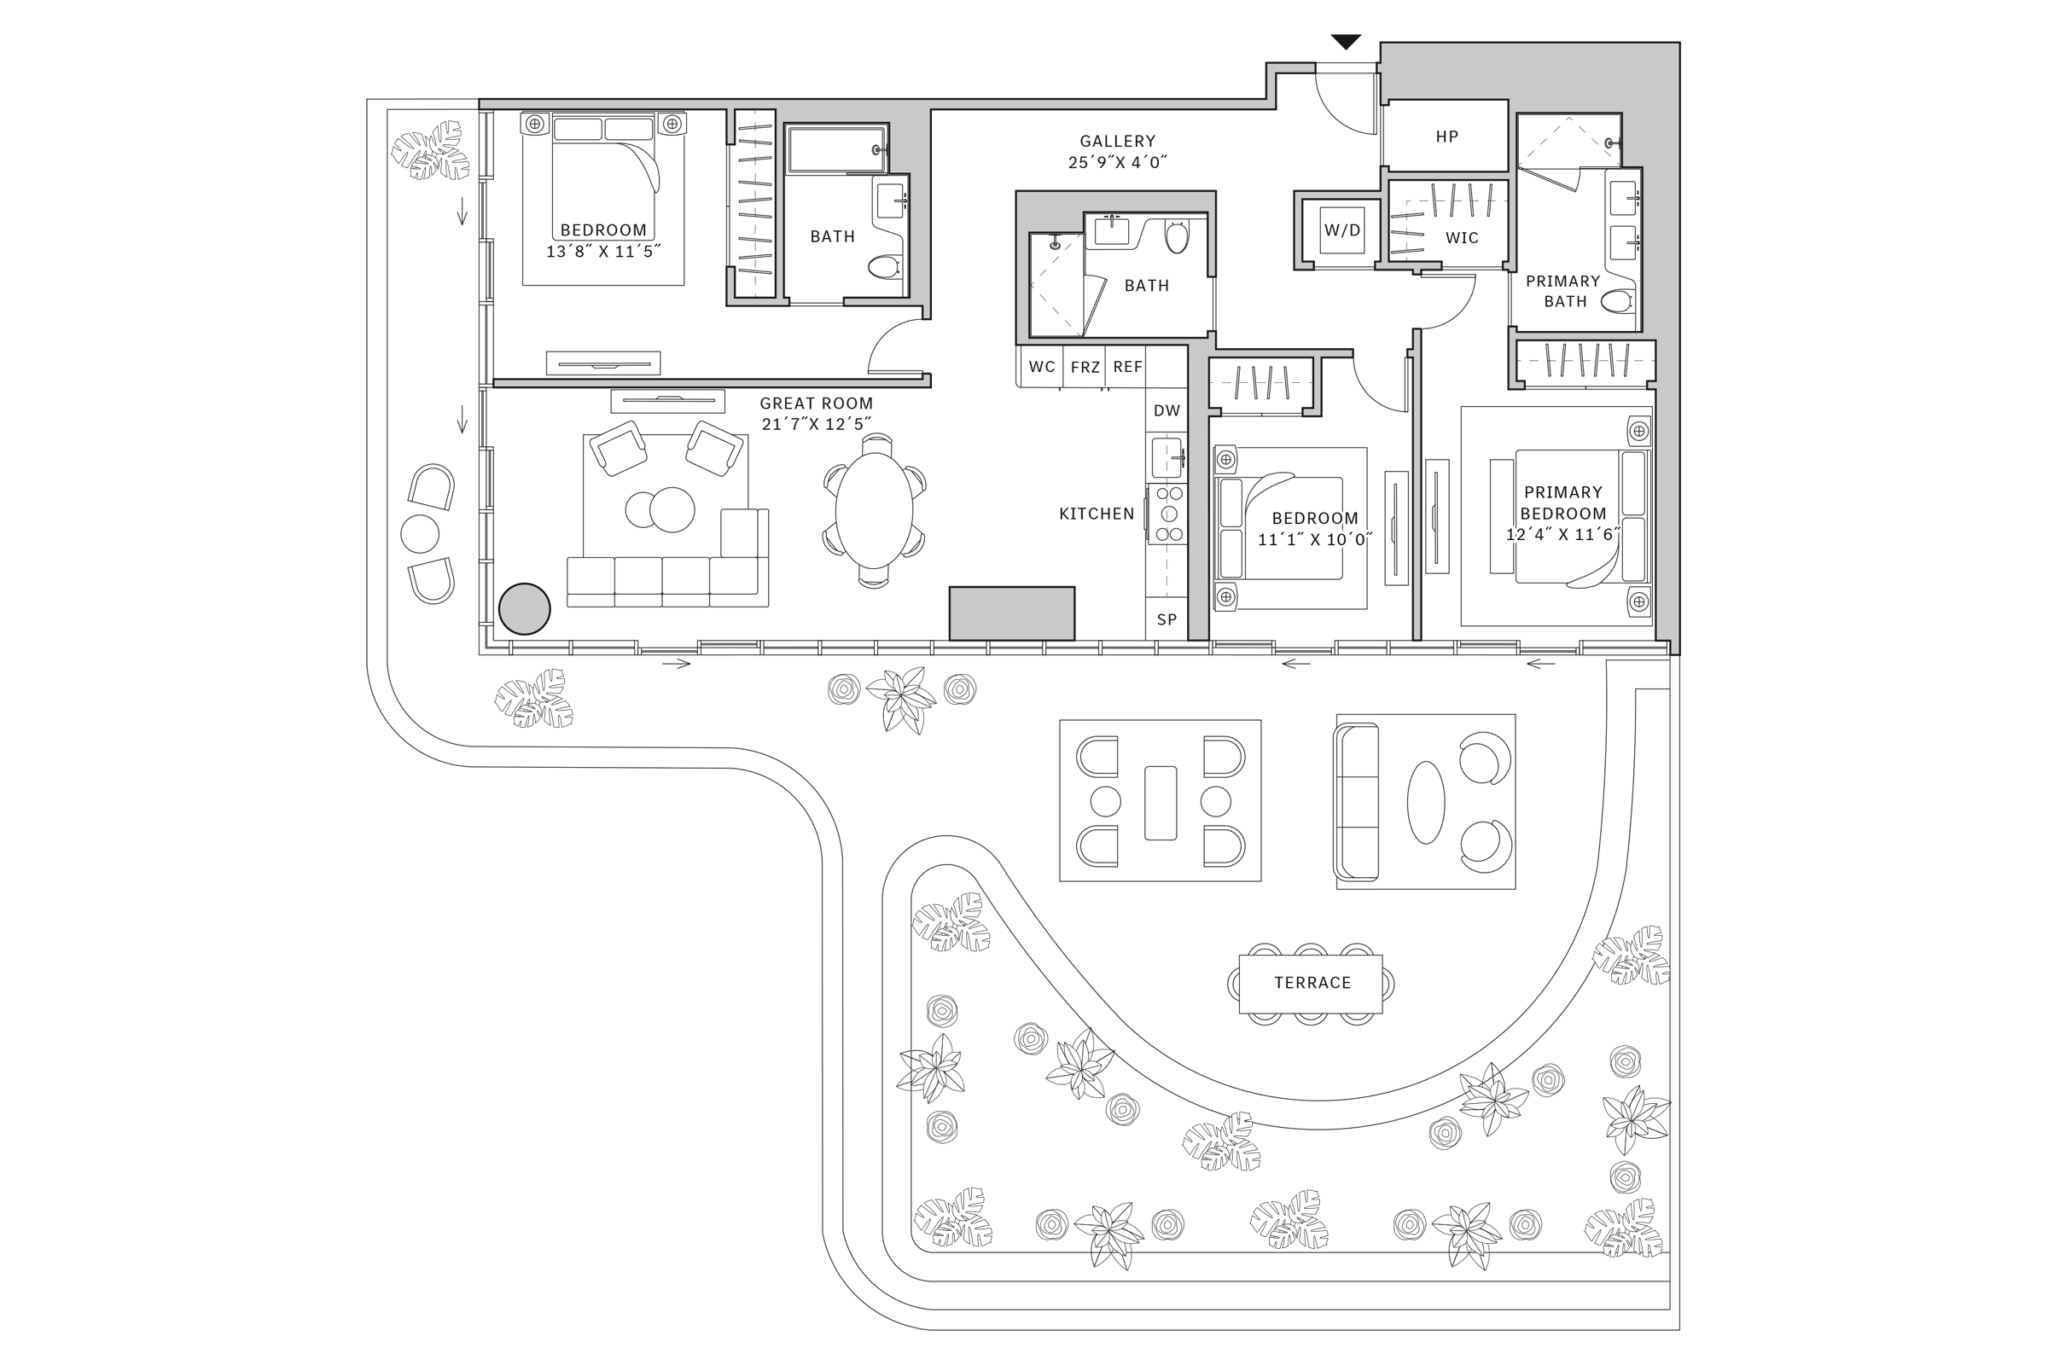 GALLERY
25´9˝X 4´0˝
HP
BEDROOM
13´8˝ X 11´5˝
BATH
W/D
WIC
BATH
PRIMARY
BATH
WC
FRZ
REF
GREAT ROOM
21´7˝X 12´5˝
DW
KITCHEN
BEDROOM
11´1˝ X 10´0˝
PRIMARY
BEDROOM
12´4˝ X 11´6˝
SP
TERRACE